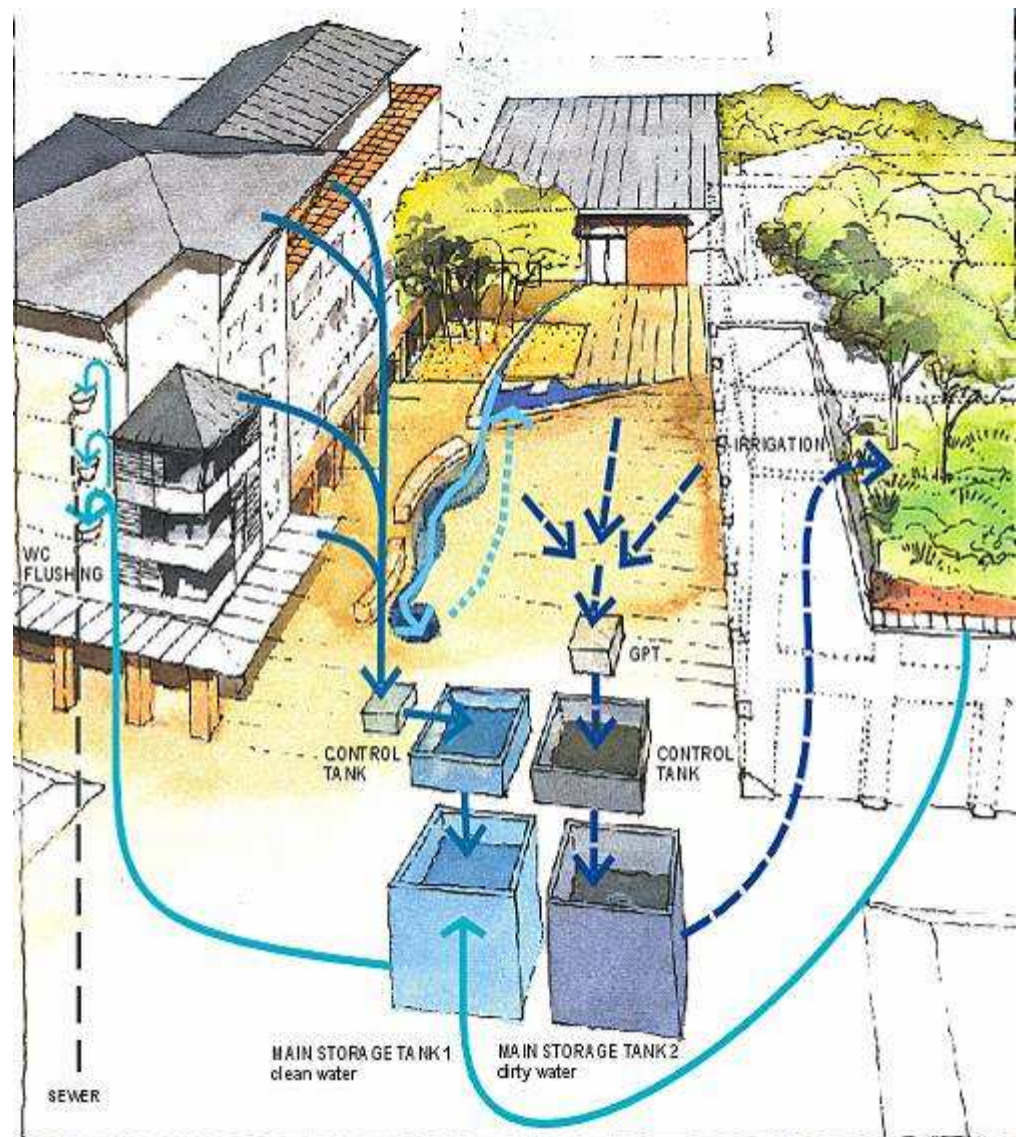 IRRIGATION
WC
FLUSHING
GPT
CONTROL
TANK
CONTROL
TANK
MAIN STORAGE TANK 1
clean water
MAIN STORAGE TANK 2
dirty water
SEWER